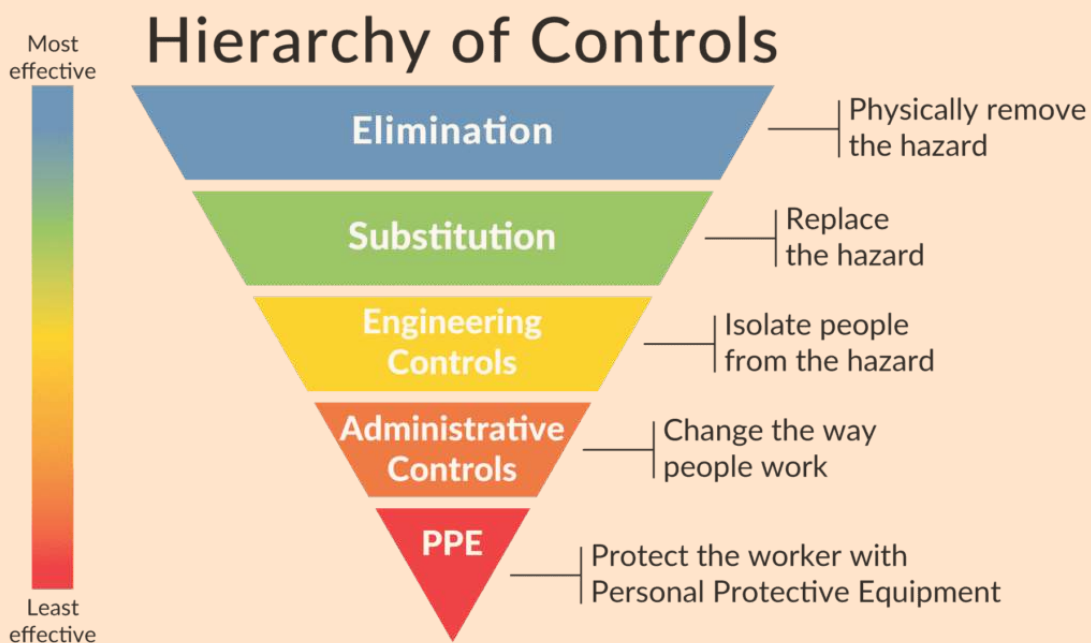 Hierarchy of Controls
Most
effective
Elimination
Physically remove
the hazard
Substitution
Replace
the hazard
Engineering
Controls
Isolate people
from the hazard
Administrative
Controls
Change the way
people work
PPE
Protect the worker with
Personal Protective Equipment
Least
effective